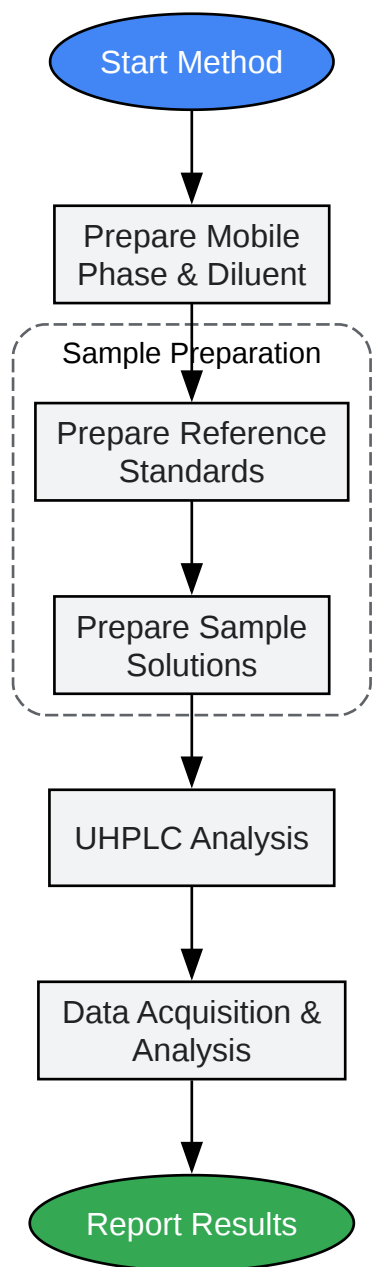 Start Method
Prepare Mobile
Phase & Diluent
Sample Preparation
Prepare Reference
Standards
Prepare Sample
Solutions
UHPLC Analysis
Data Acquisition &
Analysis
Report Results